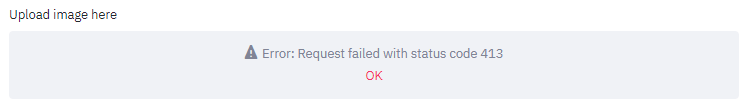 Upload image here
Error: Request failed with status code 413
OK